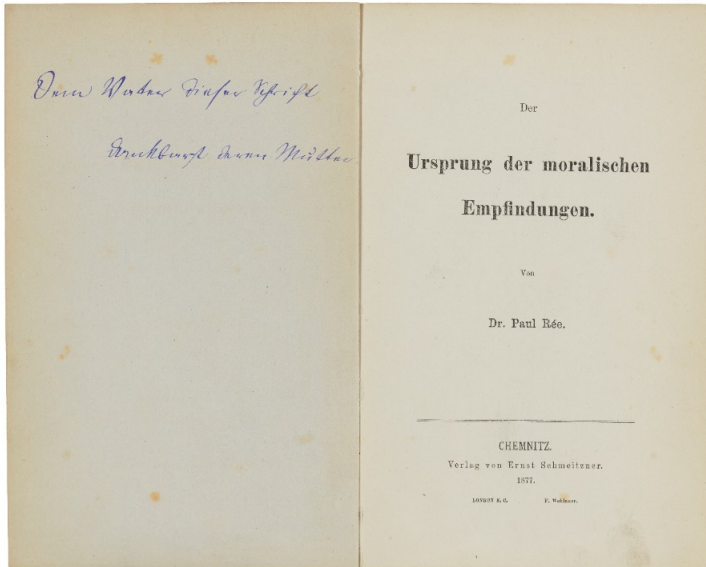 Dem Vater dieser Schrift
dankbarst deren Mutter
Der
Ursprung der moralischen
Empfindungen.
Von
Dr. Paul Rée.
CHEMNITZ.
Verlag von Ernst Schmeitzner.
1877.
LONDON E. C. F. Wohlauer.